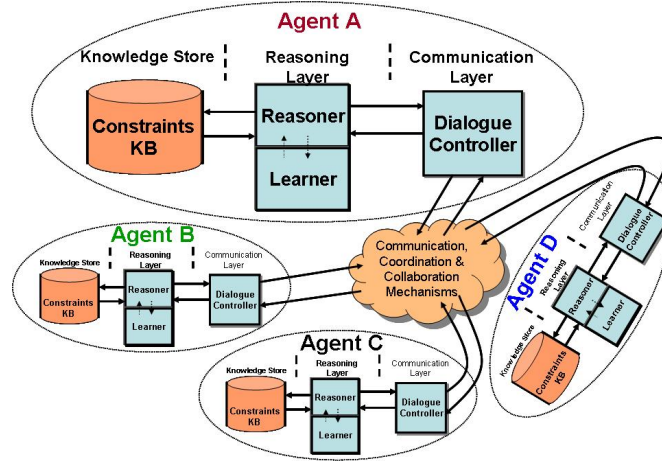 Agent A
Knowledge Store
Reasoning
Layer
Communication
Layer
Constraints
KB
Reasoner
Learner
Dialogue
Controller
Agent B
Knowledge Store
Reasoning
Layer
Communication
Layer
Constraints
KB
Reasoner
Learner
Dialogue
Controller
Communication,
Coordination &
Collaboration
Mechanisms
Agent C
Knowledge Store
Reasoning
Layer
Communication
Layer
Constraints
KB
Reasoner
Learner
Dialogue
Controller
Agent D
Knowledge Store
Reasoning
Layer
Communication
Layer
Constraints
KB
Reasoner
Learner
Dialogue
Controller